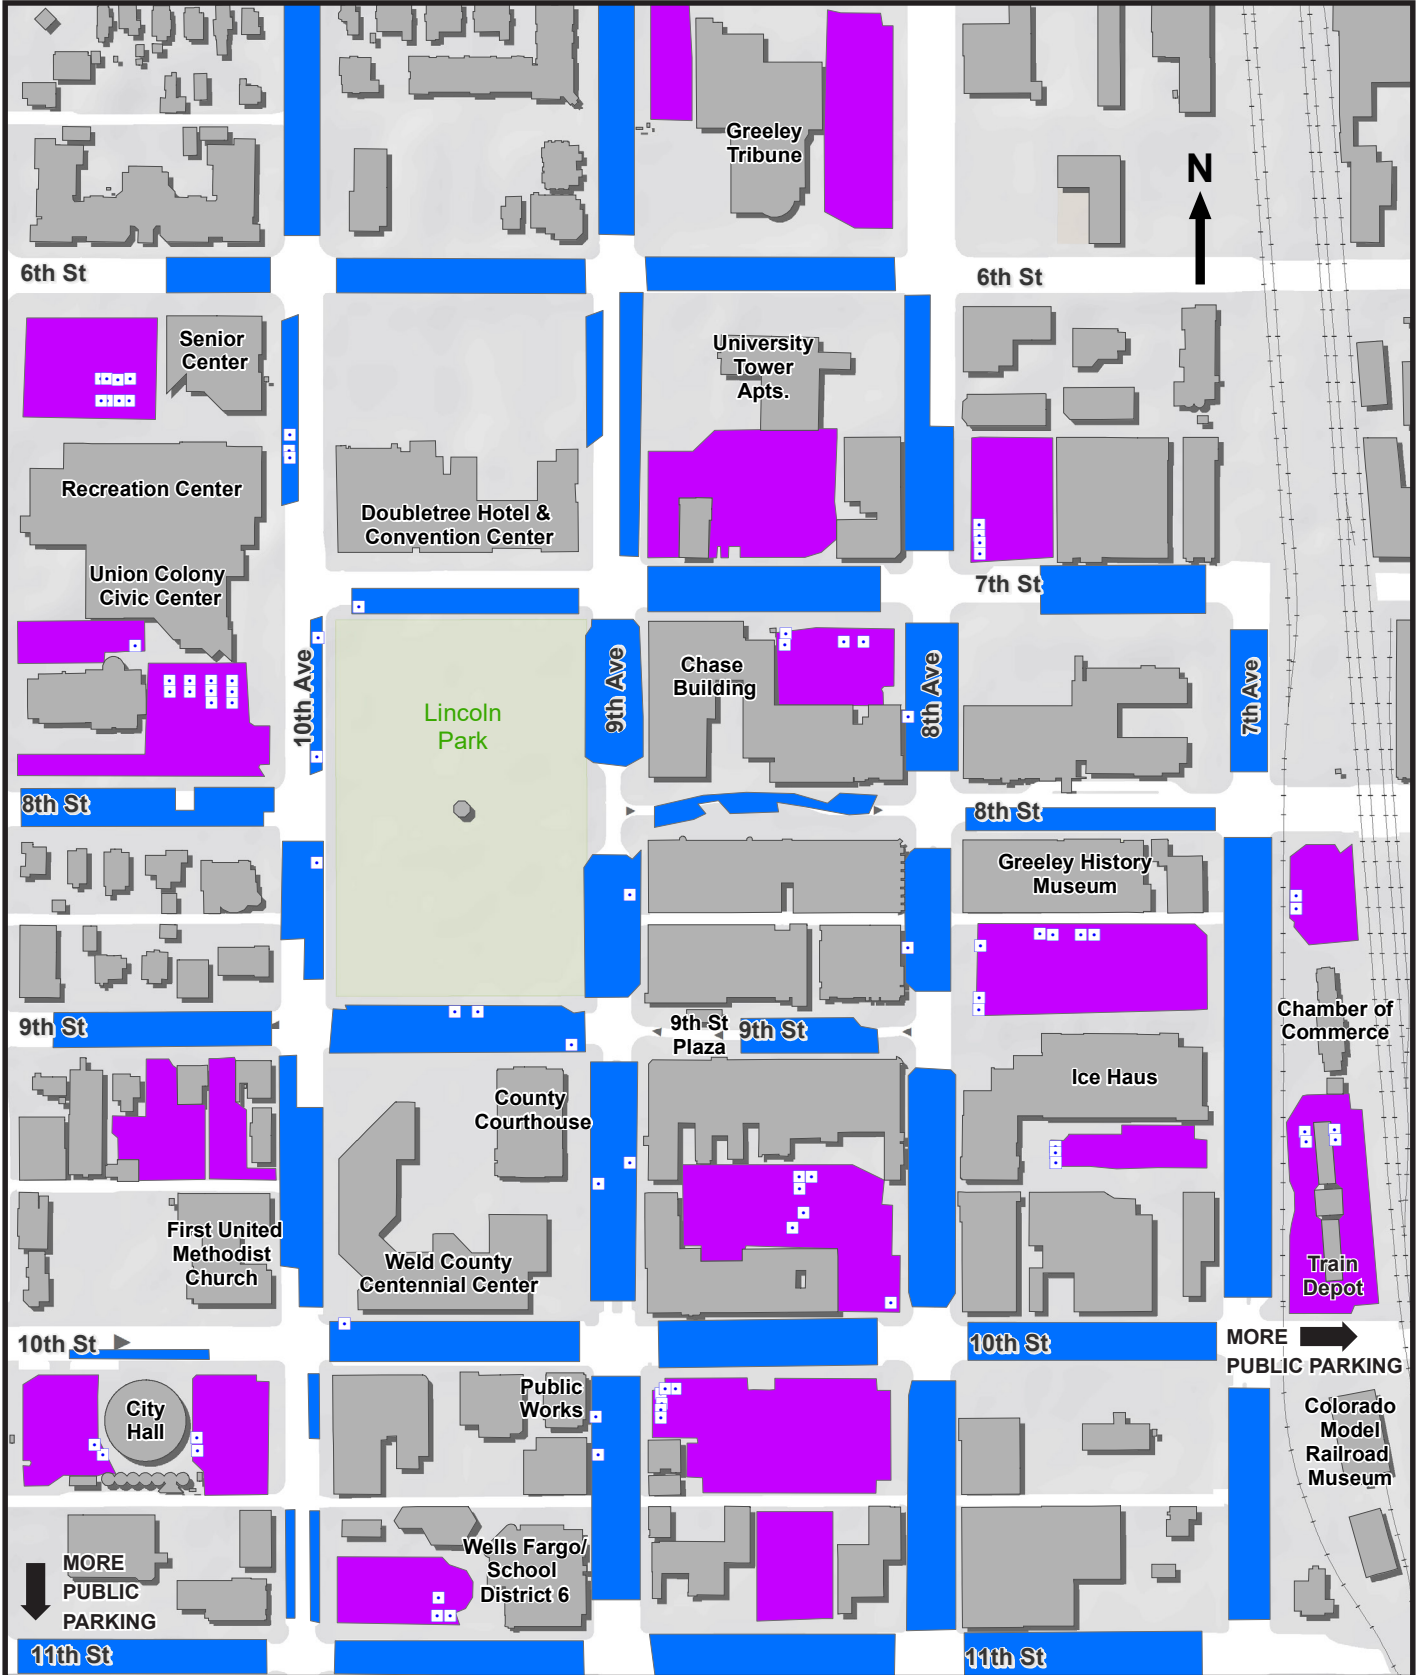 Greeley
Tribune
N
6th St
6th St
Senior
Center
University
Tower
Apts.
Recreation Center
Doubletree Hotel &
Convention Center
Union Colony
Civic Center
7th St
10th Ave
9th Ave
Chase
Building
8th Ave
7th Ave
Lincoln
Park
8th St
8th St
Greeley History
Museum
9th St
9th St
Plaza
9th St
Chamber of
Commerce
Ice Haus
County
Courthouse
First United
Methodist
Church
Weld County
Centennial Center
Train
Depot
10th St
10th St
MORE
PUBLIC PARKING
City
Hall
Public
Works
Colorado
Model
Railroad
Museum
Wells Fargo/
School
District 6
MORE
PUBLIC
PARKING
11th St
11th St